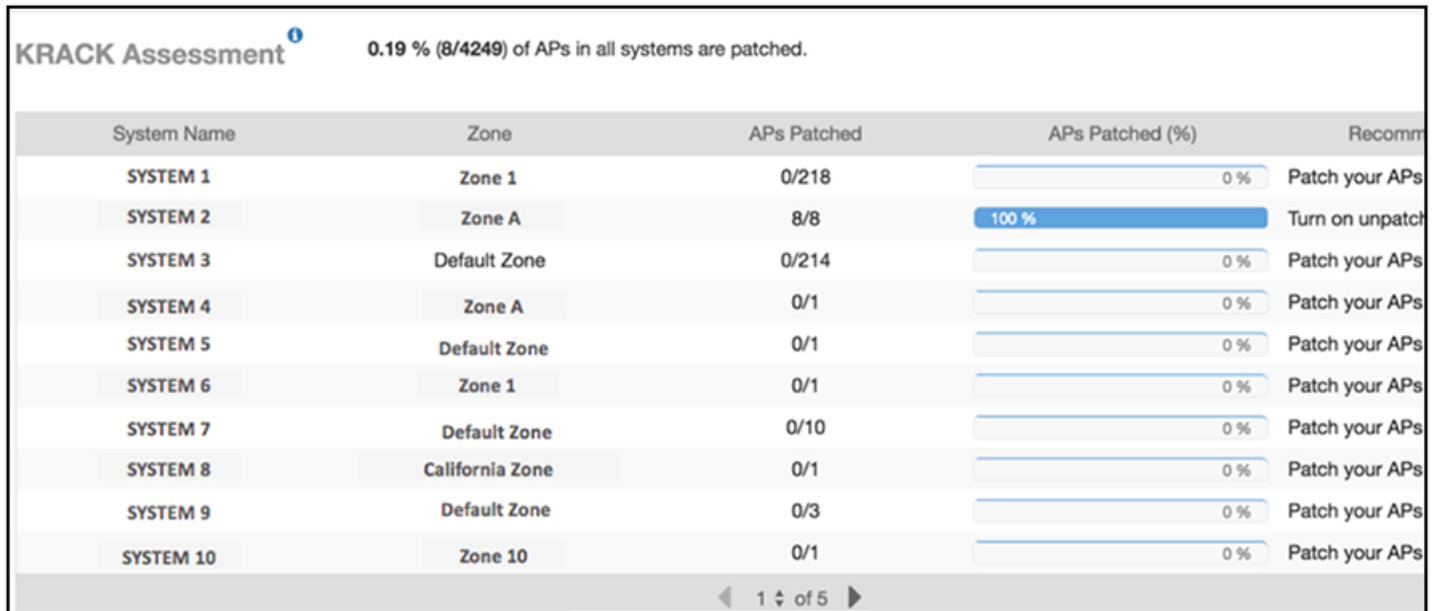 KRACK Assessment i 0.19 % (8/4249) of APs in all systems are patched.
System Name Zone APs Patched APs Patched (%) Recomm
SYSTEM 1 Zone 1 0/218 0 % Patch your APs
SYSTEM 2 Zone A 8/8 100 % Turn on unpatch
SYSTEM 3 Default Zone 0/214 0 % Patch your APs
SYSTEM 4 Zone A 0/1 0 % Patch your APs
SYSTEM 5 Default Zone 0/1 0 % Patch your APs
SYSTEM 6 Zone 1 0/1 0 % Patch your APs
SYSTEM 7 Default Zone 0/10 0 % Patch your APs
SYSTEM 8 California Zone 0/1 0 % Patch your APs
SYSTEM 9 Default Zone 0/3 0 % Patch your APs
SYSTEM 10 Zone 10 0/1 0 % Patch your APs
1 of 5